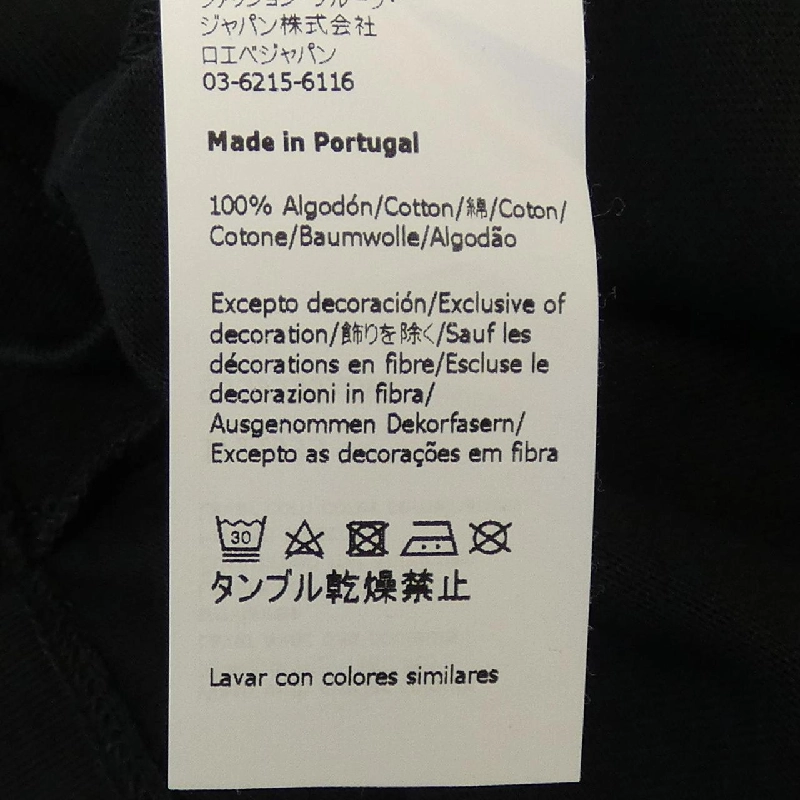 ジャパン株式会社
ロエベジャパン
03-6215-6116
Made in Portugal
100% Algodón/Cotton/綿/Coton/
Cotone/Baumwolle/Algodão
Excepto decoración/Exclusive of
decoration/飾りを除く/Sauf les
décorations en fibre/Escluse le
decorazioni in fibra/
Ausgenommen Dekorfasern/
Excepto as decorações em fibra
30
タンブル乾燥禁止
Lavar con colores similares